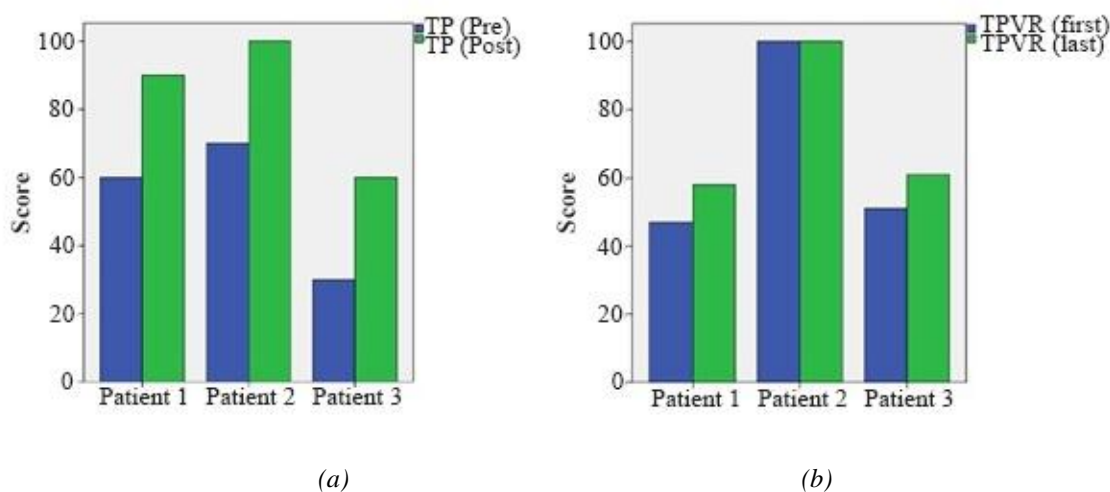 TP (Pre)
TP (Post)
100
80
60
40
20
0
Score
Patient 1 Patient 2 Patient 3
(a)
TPVR (first)
TPVR (last)
100
80
60
40
20
0
Score
Patient 1 Patient 2 Patient 3
(b)